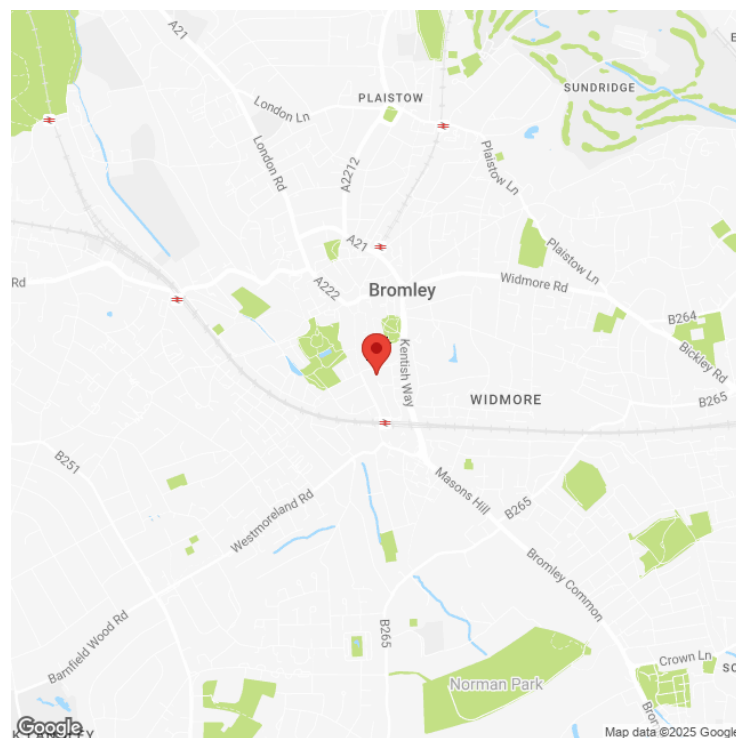 A21
PLAISTOW
SUNDRIDGE
London Ln
London Rd
A2212
Plaistow Ln
A21
Plaistow Ln
Rd
A222
Bromley
Widmore Rd
B264
Kentish Way
Bickley Rd
WIDMORE
B265
B251
Masons Hill
B265
Westmoreland Rd
Bromley Common
Barnfield Wood Rd
B265
Crown Ln
Norman Park
Google
Map data ©2025 Google